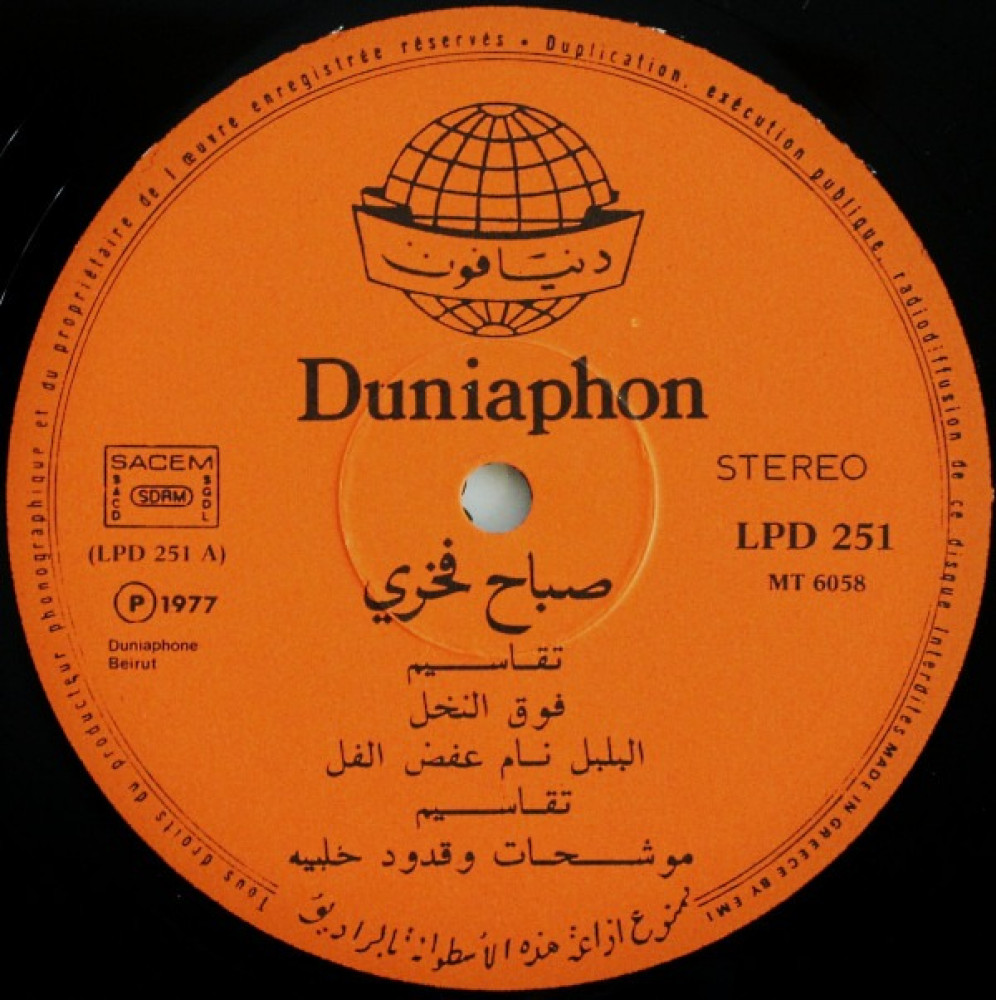 Tous droits du producteur phonographique et du propriétaire de l'œuvre enregistrée réservés • Duplication, exécution publique, radiodiffusion de ce disque interdites MADE IN GREECE BY EMI
دنيا فون
Duniaphon
SACEM
SACD
SDRM
SGDL
(LPD 251 A)
P 1977
Duniaphone
Beirut
STEREO
LPD 251
MT 6058
صباح فخري
تقاسيم
فوق النخل
البلبل نام عفض الفل
تقاسيم
موشحات وقدود خلبيه
ممنوع اذاعة هذه الأسطوانة بالراديو